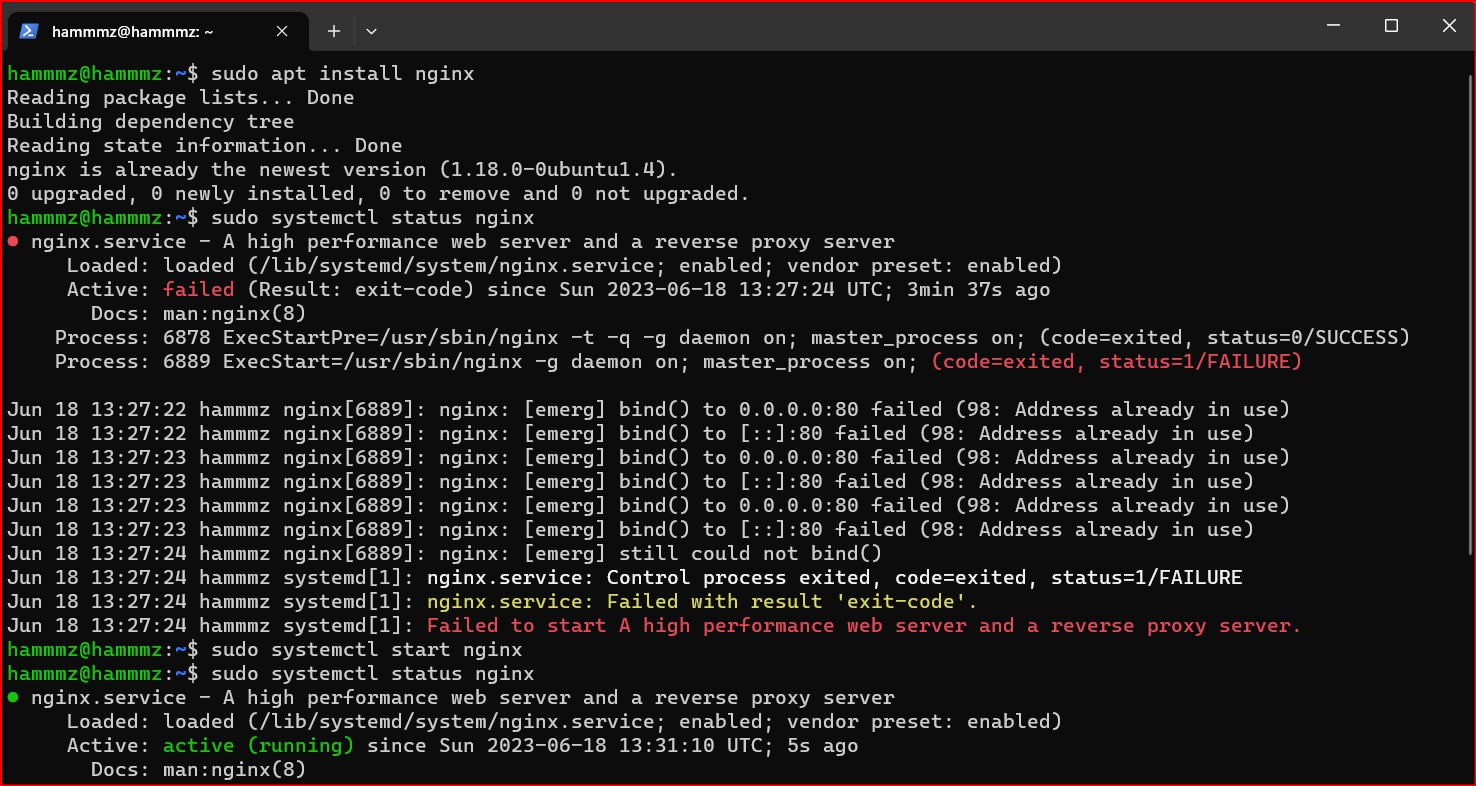 hammmz@hammmz: ~
hammmz@hammmz:~$ sudo apt install nginx
Reading package lists... Done
Building dependency tree
Reading state information... Done
nginx is already the newest version (1.18.0-0ubuntu1.4).
0 upgraded, 0 newly installed, 0 to remove and 0 not upgraded.
hammmz@hammmz:~$ sudo systemctl status nginx
● nginx.service - A high performance web server and a reverse proxy server
     Loaded: loaded (/lib/systemd/system/nginx.service; enabled; vendor preset: enabled)
     Active: failed (Result: exit-code) since Sun 2023-06-18 13:27:24 UTC; 3min 37s ago
       Docs: man:nginx(8)
    Process: 6878 ExecStartPre=/usr/sbin/nginx -t -q -g daemon on; master_process on; (code=exited, status=0/SUCCESS)
    Process: 6889 ExecStart=/usr/sbin/nginx -g daemon on; master_process on; (code=exited, status=1/FAILURE)

Jun 18 13:27:22 hammmz nginx[6889]: nginx: [emerg] bind() to 0.0.0.0:80 failed (98: Address already in use)
Jun 18 13:27:22 hammmz nginx[6889]: nginx: [emerg] bind() to [::]:80 failed (98: Address already in use)
Jun 18 13:27:23 hammmz nginx[6889]: nginx: [emerg] bind() to 0.0.0.0:80 failed (98: Address already in use)
Jun 18 13:27:23 hammmz nginx[6889]: nginx: [emerg] bind() to [::]:80 failed (98: Address already in use)
Jun 18 13:27:23 hammmz nginx[6889]: nginx: [emerg] bind() to 0.0.0.0:80 failed (98: Address already in use)
Jun 18 13:27:23 hammmz nginx[6889]: nginx: [emerg] bind() to [::]:80 failed (98: Address already in use)
Jun 18 13:27:24 hammmz nginx[6889]: nginx: [emerg] still could not bind()
Jun 18 13:27:24 hammmz systemd[1]: nginx.service: Control process exited, code=exited, status=1/FAILURE
Jun 18 13:27:24 hammmz systemd[1]: nginx.service: Failed with result 'exit-code'.
Jun 18 13:27:24 hammmz systemd[1]: Failed to start A high performance web server and a reverse proxy server.
hammmz@hammmz:~$ sudo systemctl start nginx
hammmz@hammmz:~$ sudo systemctl status nginx
● nginx.service - A high performance web server and a reverse proxy server
     Loaded: loaded (/lib/systemd/system/nginx.service; enabled; vendor preset: enabled)
     Active: active (running) since Sun 2023-06-18 13:31:10 UTC; 5s ago
       Docs: man:nginx(8)